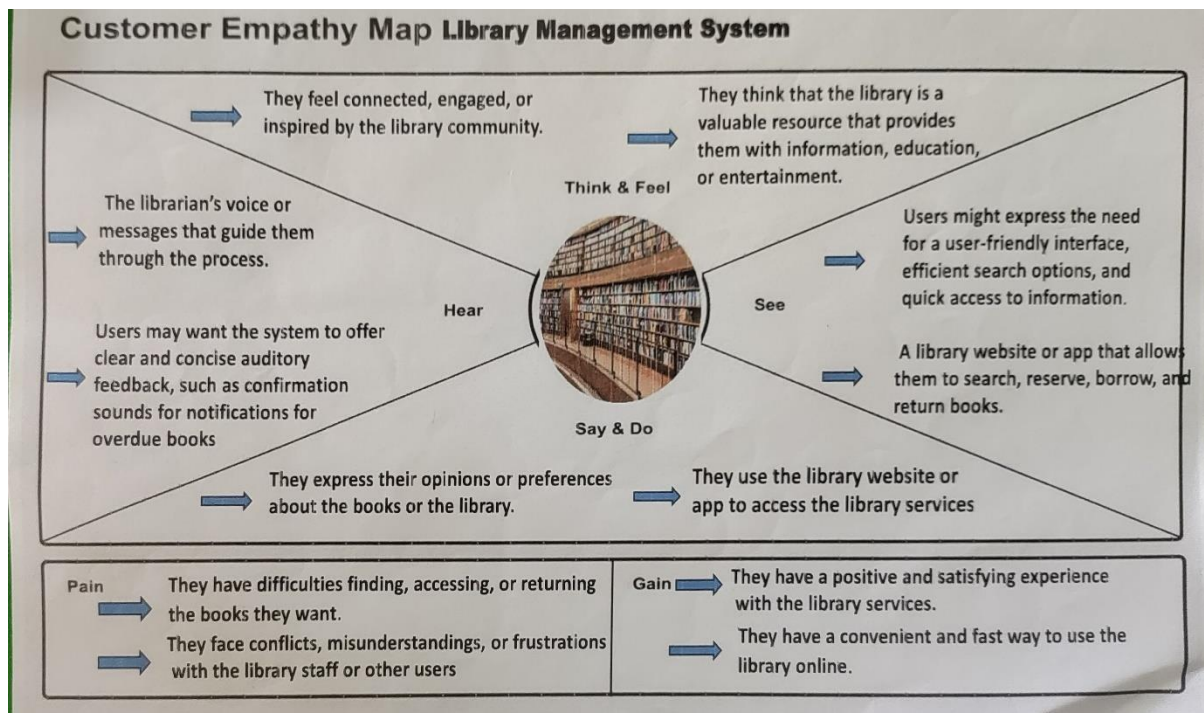 Customer Empathy Map LIbrary Management System
They feel connected, engaged, or
inspired by the library community.
They think that the library is a
valuable resource that provides
them with information, education,
or entertainment.
Think & Feel
The librarian's voice or
messages that guide them
through the process.
Users may want the system to offer
clear and concise auditory
feedback, such as confirmation
sounds for notifications for
overdue books
Hear
See
Users might express the need
for a user-friendly interface,
efficient search options, and
quick access to information.
A library website or app that allows
them to search, reserve, borrow, and
return books.
Say & Do
They express their opinions or preferences
about the books or the library.
They use the library website or
app to access the library services
Pain
They have difficulties finding, accessing, or returning
the books they want.
They face conflicts, misunderstandings, or frustrations
with the library staff or other users
Gain
They have a positive and satisfying experience
with the library services.
They have a convenient and fast way to use the
library online.